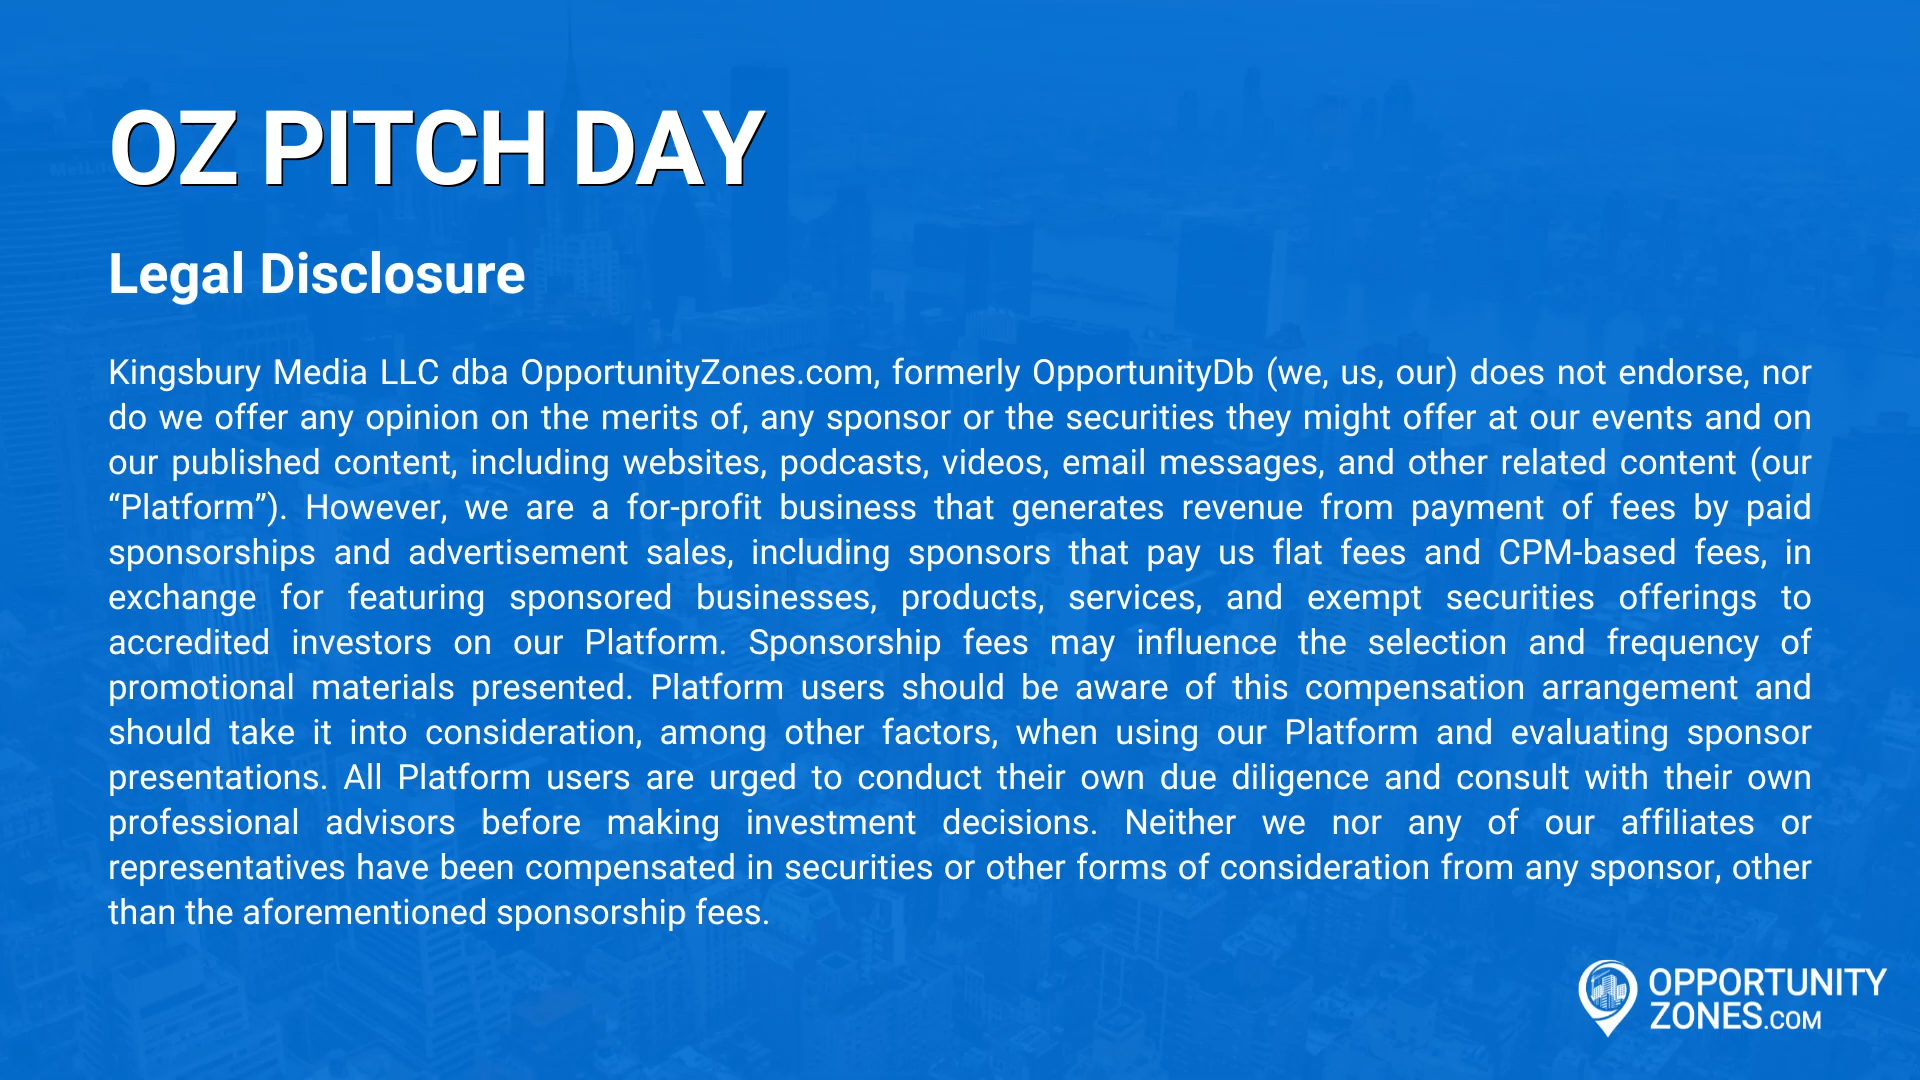 OZ PITCH DAY
Legal Disclosure
Kingsbury Media LLC dba OpportunityZones.com, formerly OpportunityDb (we, us, our) does not endorse, nor
do we offer any opinion on the merits of, any sponsor or the securities they might offer at our events and on
our published content, including websites, podcasts, videos, email messages, and other related content (our
“Platform”). However, we are a for-profit business that generates revenue from payment of fees by paid
sponsorships and advertisement sales, including sponsors that pay us flat fees and CPM-based fees, in
exchange for featuring sponsored businesses, products, services, and exempt securities offerings to
accredited investors on our Platform. Sponsorship fees may influence the selection and frequency of
promotional materials presented. Platform users should be aware of this compensation arrangement and
should take it into consideration, among other factors, when using our Platform and evaluating sponsor
presentations. All Platform users are urged to conduct their own due diligence and consult with their own
professional advisors before making investment decisions. Neither we nor any of our affiliates or
representatives have been compensated in securities or other forms of consideration from any sponsor, other
than the aforementioned sponsorship fees.
OPPORTUNITY
ZONES.COM
MetLife